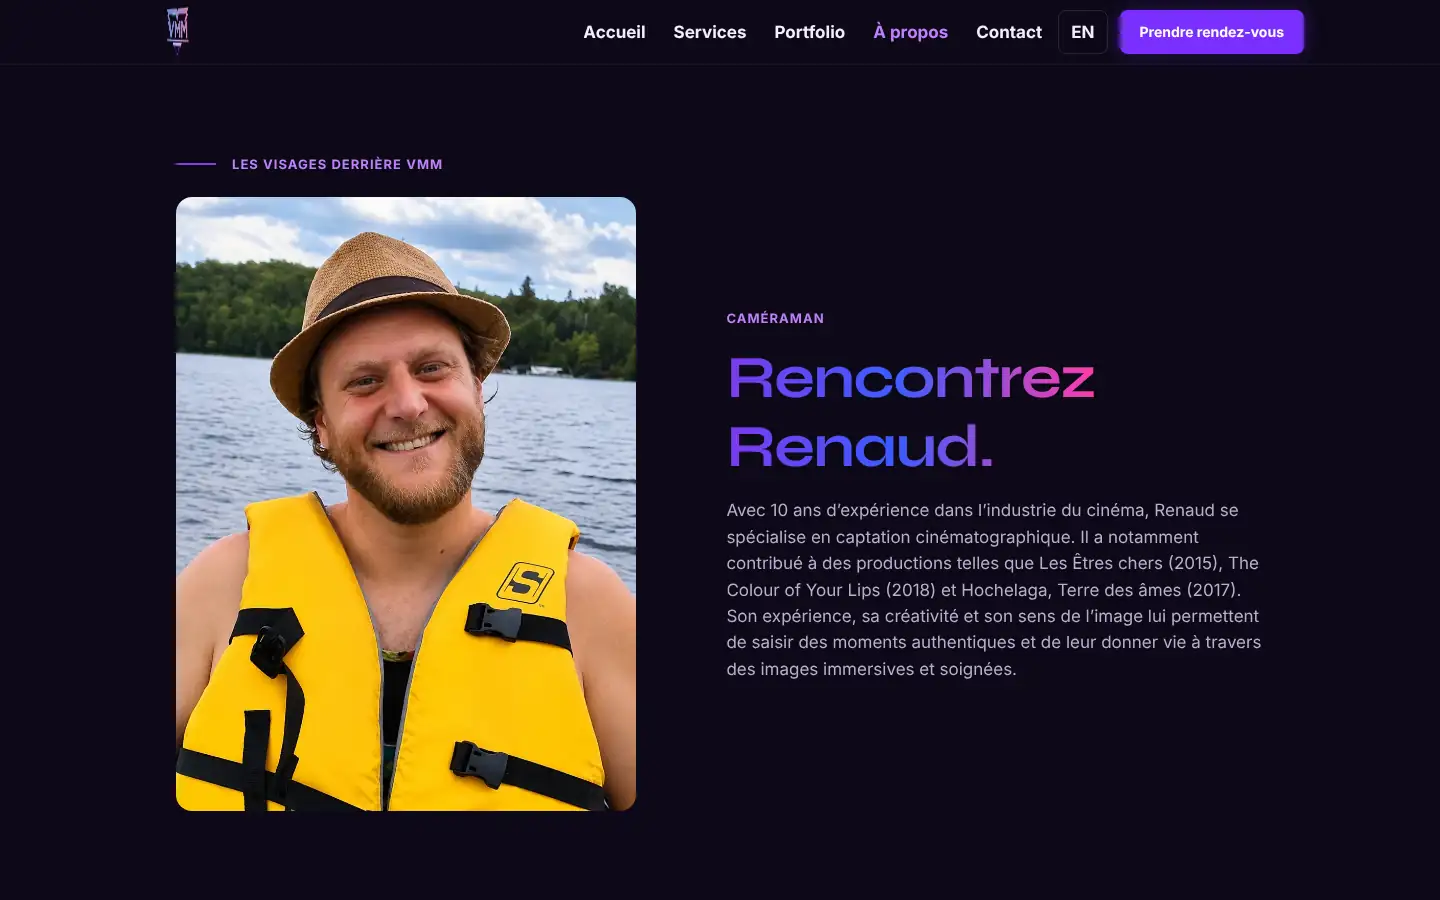 VMM
Accueil Services Portfolio À propos Contact EN Prendre rendez-vous
LES VISAGES DERRIÈRE VMM
S
CAMÉRAMAN
Rencontrez
Renaud.
Avec 10 ans d’expérience dans l’industrie du cinéma, Renaud se
spécialise en captation cinématographique. Il a notamment
contribué à des productions telles que Les Êtres chers (2015), The
Colour of Your Lips (2018) et Hochelaga, Terre des âmes (2017).
Son expérience, sa créativité et son sens de l’image lui permettent
de saisir des moments authentiques et de leur donner vie à travers
des images immersives et soignées.